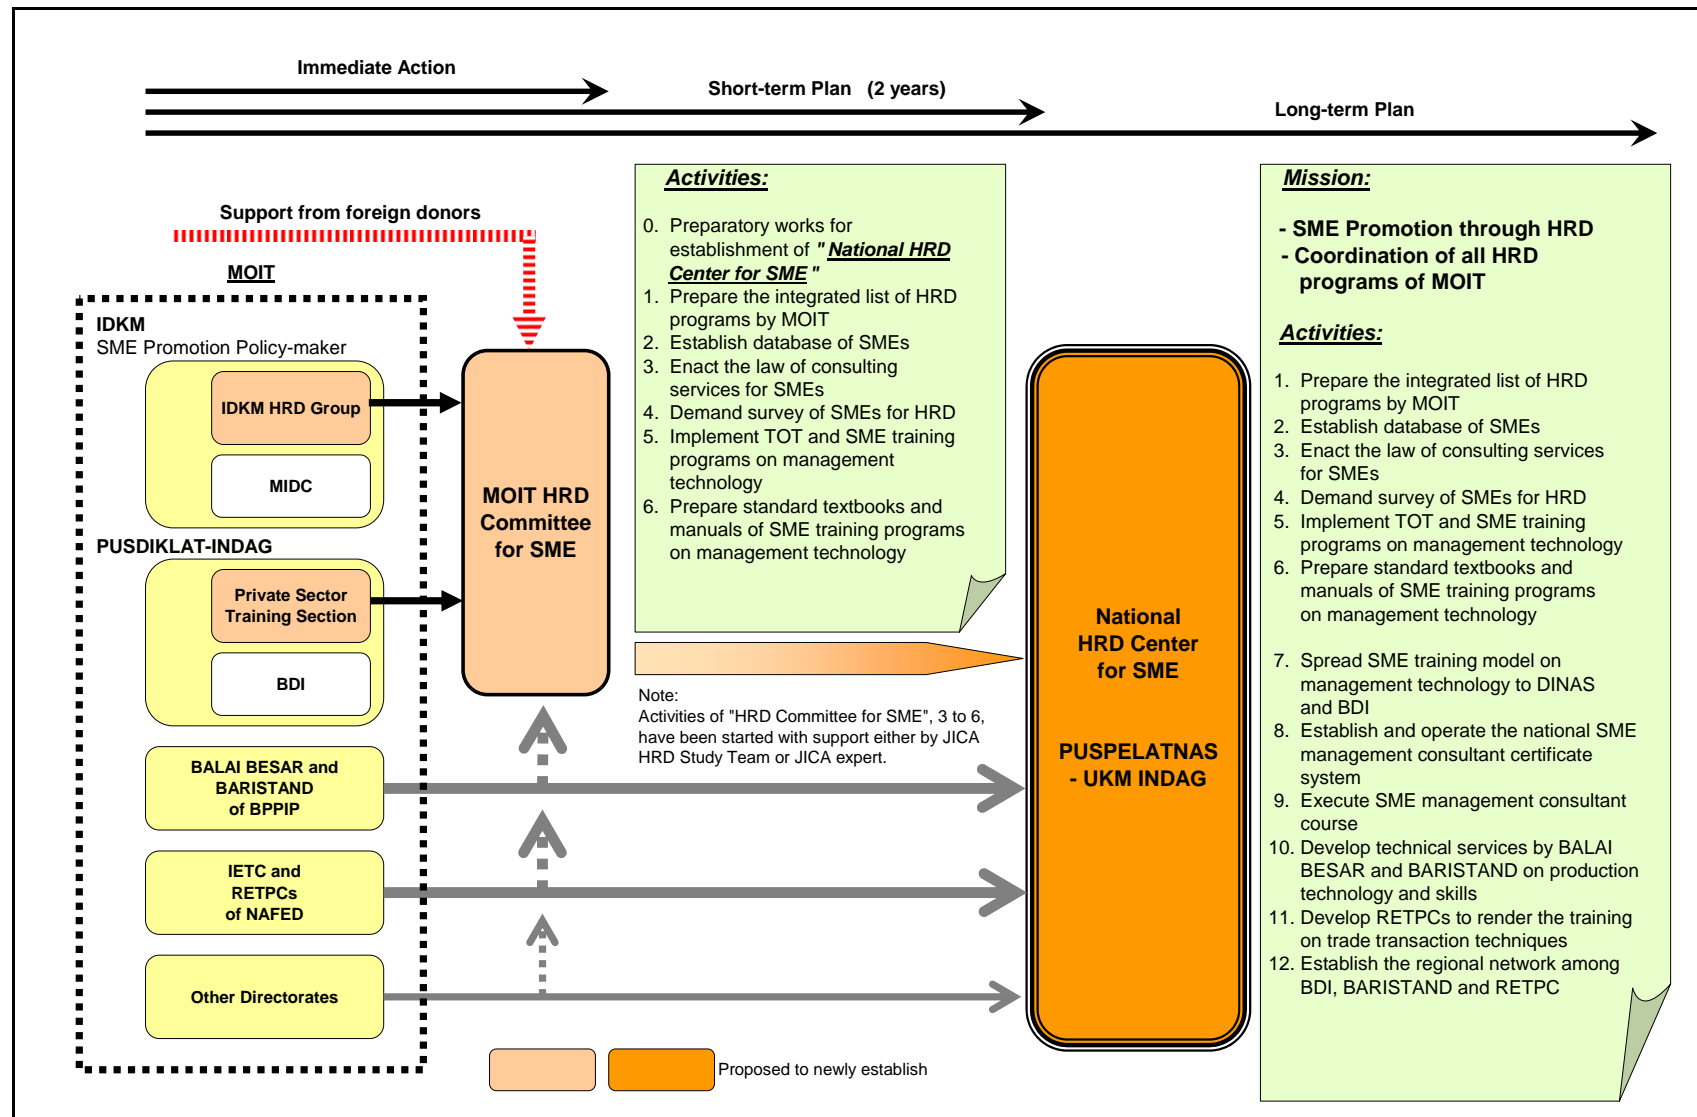 Immediate Action
Short-term Plan (2 years)
Long-term Plan
Support from foreign donors
MOIT
IDKM
SME Promotion Policy-maker
IDKM HRD Group
MIDC
PUSDIKLAT-INDAG
Private Sector
Training Section
BDI
BALAI BESAR and
BARISTAND
of BPPIP
IETC and
RETPCs
of NAFED
Other Directorates
MOIT HRD
Committee
for SME
Activities:
0. Preparatory works for
establishment of "National HRD
Center for SME"
1. Prepare the integrated list of HRD
programs by MOIT
2. Establish database of SMEs
3. Enact the law of consulting
services for SMEs
4. Demand survey of SMEs for HRD
5. Implement TOT and SME training
programs on management
technology
6. Prepare standard textbooks and
manuals of SME training programs
on management technology
Note:
Activities of "HRD Committee for SME", 3 to 6,
have been started with support either by JICA
HRD Study Team or JICA expert.
National
HRD Center
for SME
PUSPELATNAS
- UKM INDAG
Mission:
- SME Promotion through HRD
- Coordination of all HRD
programs of MOIT
Activities:
1. Prepare the integrated list of HRD
programs by MOIT
2. Establish database of SMEs
3. Enact the law of consulting services
for SMEs
4. Demand survey of SMEs for HRD
5. Implement TOT and SME training
programs on management technology
6. Prepare standard textbooks and
manuals of SME training programs
on management technology
7. Spread SME training model on
management technology to DINAS
and BDI
8. Establish and operate the national SME
management consultant certificate
system
9. Execute SME management consultant
course
10. Develop technical services by BALAI
BESAR and BARISTAND on production
technology and skills
11. Develop RETPCs to render the training
on trade transaction techniques
12. Establish the regional network among
BDI, BARISTAND and RETPC
Proposed to newly establish